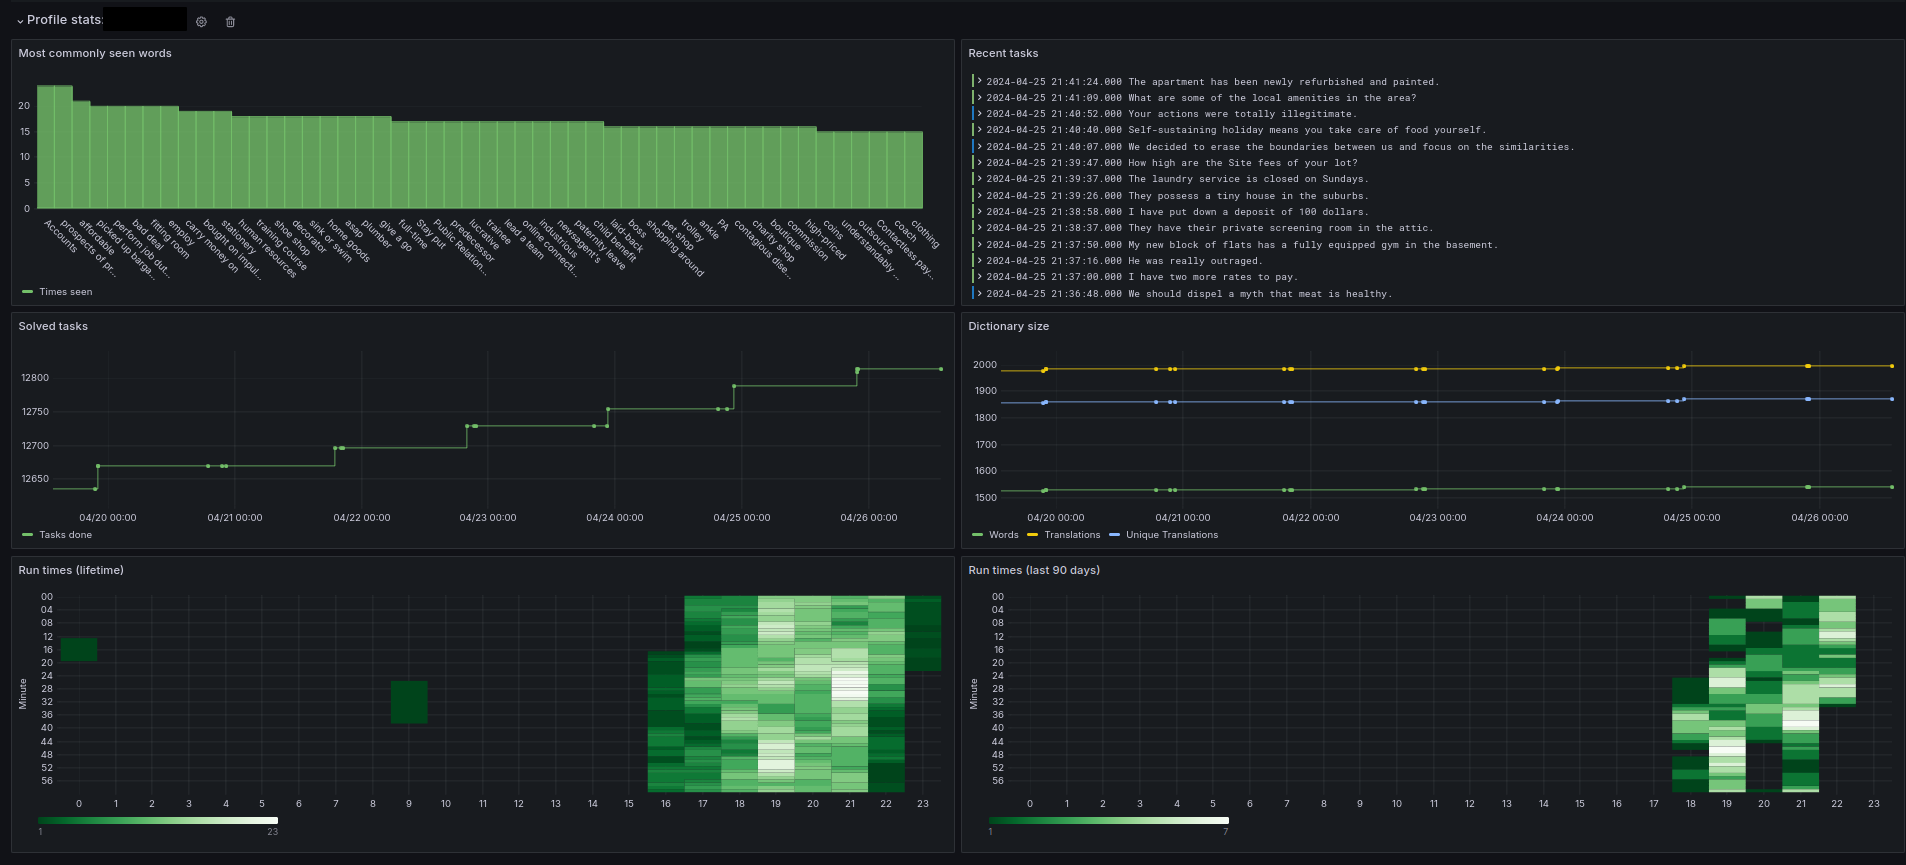 Profile stats:
Most commonly seen words
20
15
10
5
0
Accounts
prospects of pr...
affordable
picked up barga...
perform job dut...
bad deal
fitting room
employ
carry money on
bought on impul...
stationery
human resources
training course
shoe shop
decorator
sink or swim
home goods
asap
plumber
give a go
full-time
Stay put
Public Relation...
predecessor
lucrative
trainee
lead a team
online connecti...
industrious
newsagent's
paternity leave
child benefit
laid-back
boss
shopping around
pet shop
trolley
ankle
PA
contagious dise...
charity shop
boutique
commission
high-priced
coins
understandably ...
outsource
Contactless pay...
coach
clothing
Times seen
Recent tasks
2024-04-25 21:41:24.000 The apartment has been newly refurbished and painted.
2024-04-25 21:41:09.000 What are some of the local amenities in the area?
2024-04-25 21:40:52.000 Your actions were totally illegitimate.
2024-04-25 21:40:40.000 Self-sustaining holiday means you take care of food yourself.
2024-04-25 21:40:07.000 We decided to erase the boundaries between us and focus on the similarities.
2024-04-25 21:39:47.000 How high are the Site fees of your lot?
2024-04-25 21:39:37.000 The laundry service is closed on Sundays.
2024-04-25 21:39:26.000 They possess a tiny house in the suburbs.
2024-04-25 21:38:58.000 I have put down a deposit of 100 dollars.
2024-04-25 21:38:37.000 They have their private screening room in the attic.
2024-04-25 21:37:50.000 My new block of flats has a fully equipped gym in the basement.
2024-04-25 21:37:16.000 He was really outraged.
2024-04-25 21:37:00.000 I have two more rates to pay.
2024-04-25 21:36:48.000 We should dispel a myth that meat is healthy.
Solved tasks
12800
12750
12700
12650
04/20 00:00 04/21 00:00 04/22 00:00 04/23 00:00 04/24 00:00 04/25 00:00 04/26 00:00
Tasks done
Dictionary size
2000
1900
1800
1700
1600
1500
04/20 00:00 04/21 00:00 04/22 00:00 04/23 00:00 04/24 00:00 04/25 00:00 04/26 00:00
Words Translations Unique Translations
Run times (lifetime)
Minute
00
04
08
12
16
20
24
28
32
36
40
44
48
52
56
0 1 2 3 4 5 6 7 8 9 10 11 12 13 14 15 16 17 18 19 20 21 22 23
1 23
Run times (last 90 days)
Minute
00
04
08
12
16
20
24
28
32
36
40
44
48
52
56
0 1 2 3 4 5 6 7 8 9 10 11 12 13 14 15 16 17 18 19 20 21 22 23
1 7